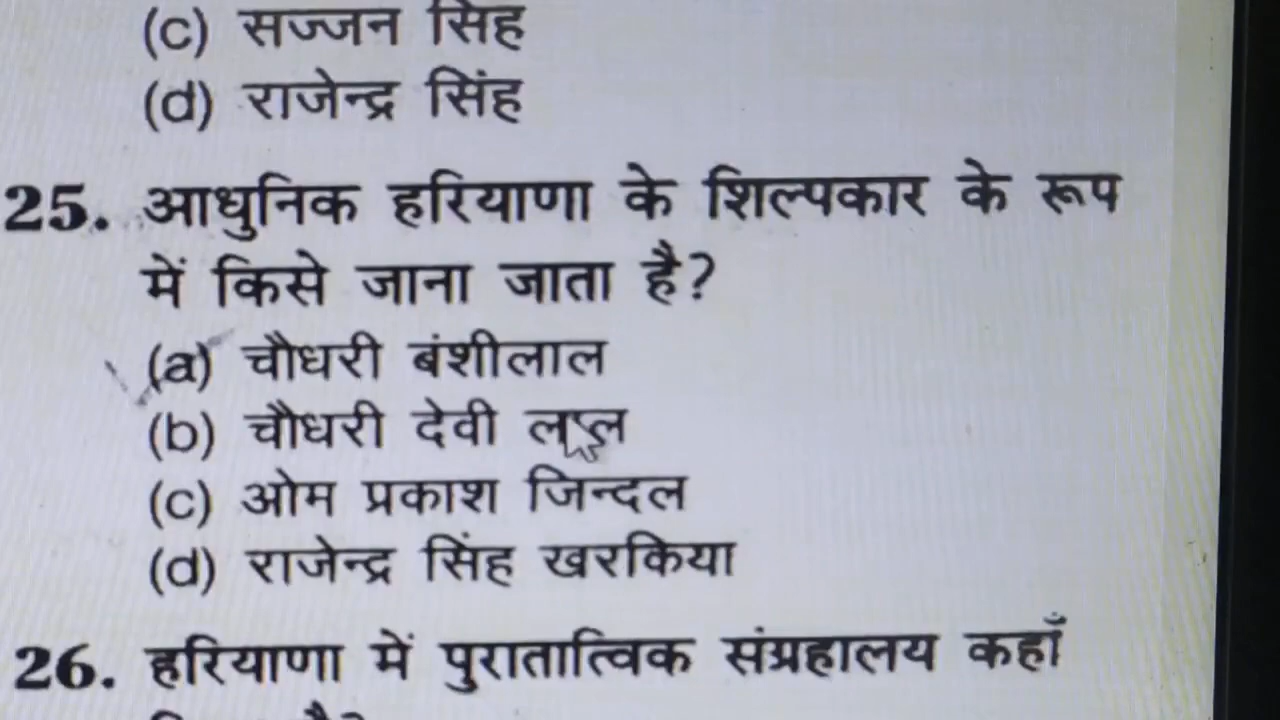 (c) सज्जन सिंह
(d) राजेन्द्र सिंह
25. आधुनिक हरियाणा के शिल्पकार के रूप
में किसे जाना जाता है?
(a) चौधरी बंशीलाल
(b) चौधरी देवी लाल
(c) ओम प्रकाश जिन्दल
(d) राजेन्द्र सिंह खरकिया
26. हरियाणा में पुरातात्विक संग्रहालय कहाँ